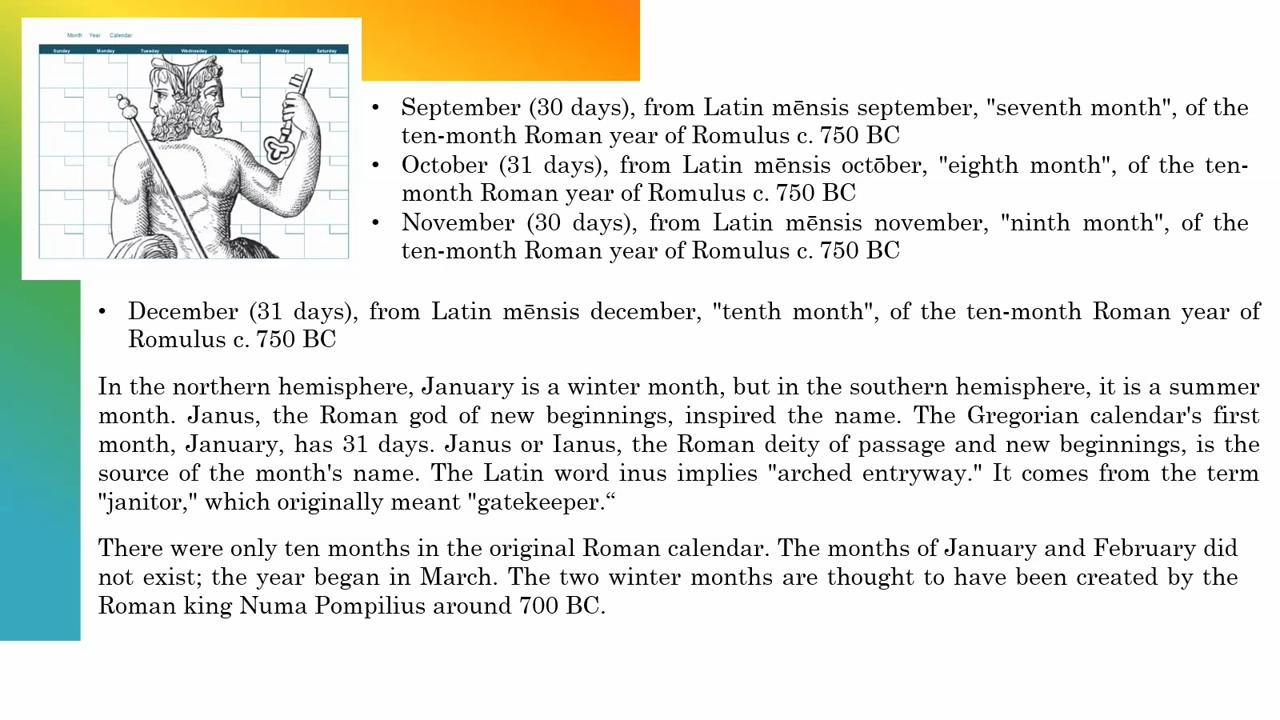 Month Year Calendar
Sunday Monday Tuesday Wednesday Thursday Friday Saturday
• September (30 days), from Latin mēnsis september, "seventh month", of the
ten-month Roman year of Romulus c. 750 BC
• October (31 days), from Latin mēnsis octōber, "eighth month", of the ten-
month Roman year of Romulus c. 750 BC
• November (30 days), from Latin mēnsis november, "ninth month", of the
ten-month Roman year of Romulus c. 750 BC
• December (31 days), from Latin mēnsis december, "tenth month", of the ten-month Roman year of
Romulus c. 750 BC
In the northern hemisphere, January is a winter month, but in the southern hemisphere, it is a summer
month. Janus, the Roman god of new beginnings, inspired the name. The Gregorian calendar's first
month, January, has 31 days. Janus or Ianus, the Roman deity of passage and new beginnings, is the
source of the month's name. The Latin word inus implies "arched entryway." It comes from the term
"janitor," which originally meant "gatekeeper.“
There were only ten months in the original Roman calendar. The months of January and February did
not exist; the year began in March. The two winter months are thought to have been created by the
Roman king Numa Pompilius around 700 BC.